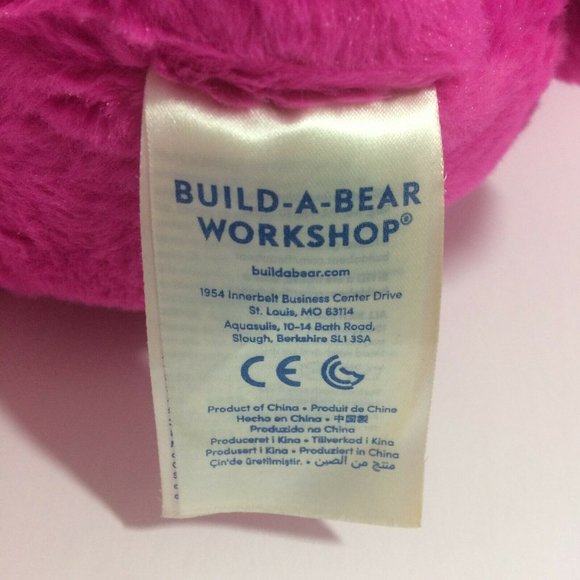 BUILD-A-BEAR
WORKSHOP®
buildabear.com
1954 Innerbelt Business Center Drive
St. Louis, MO 63114
Aquasulis, 10-14 Bath Road,
Slough, Berkshire SL1 3SA
CE
Product of China • Produit de Chine
Hecho en China • 中国製
Produzido na China
Produceret i Kina • Tillverkad i Kina
Produsert i Kina • Produziert in China
Çin'de üretilmiştir. • منتج من الصين